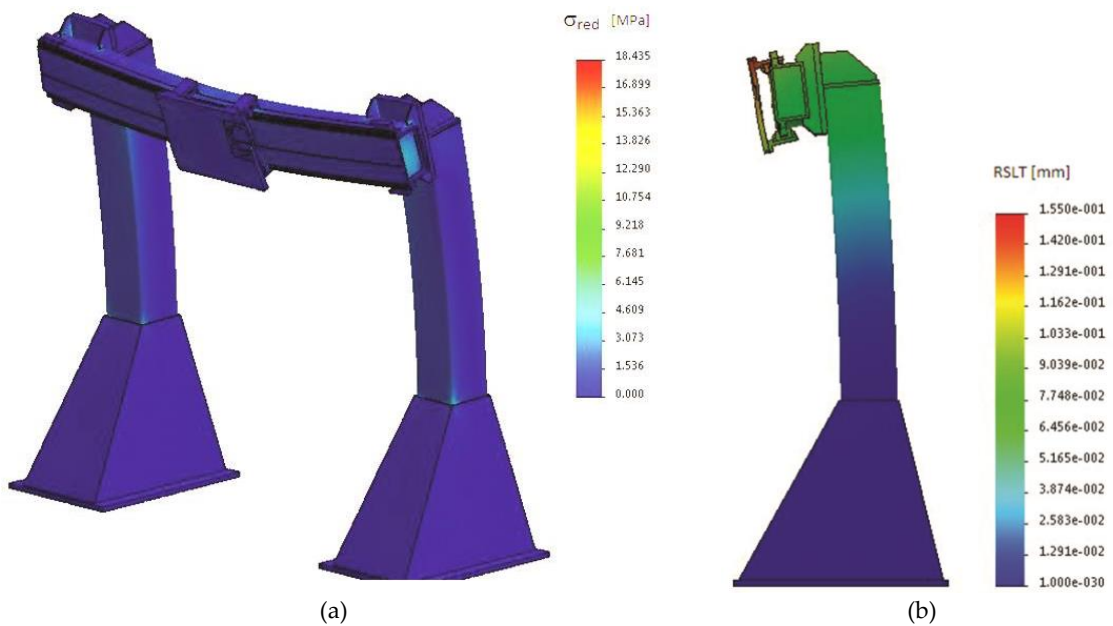 σred [MPa]
18.435
16.899
15.363
13.826
12.290
10.754
9.218
7.681
6.145
4.609
3.073
1.536
0.000
(a)
RSLT [mm]
1.550e-001
1.420e-001
1.291e-001
1.162e-001
1.033e-001
9.039e-002
7.748e-002
6.456e-002
5.165e-002
3.874e-002
2.583e-002
1.291e-002
1.000e-030
(b)